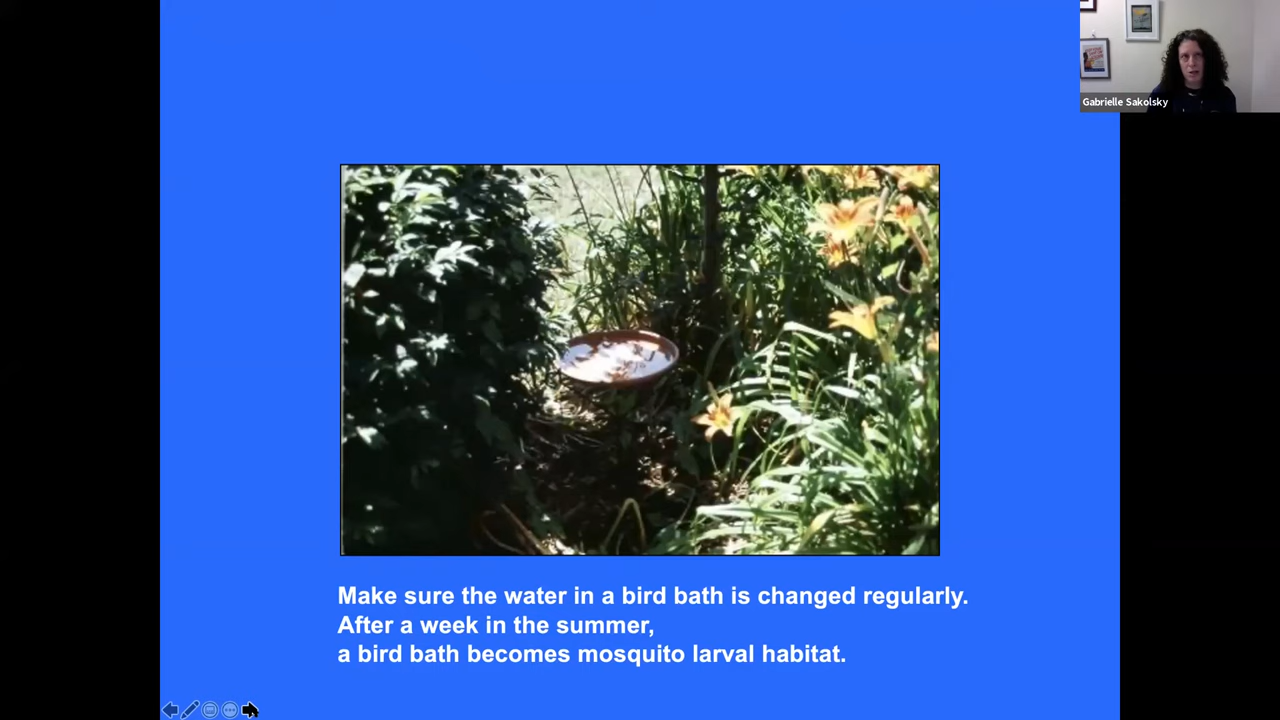 Gabrielle Sakolsky
Make sure the water in a bird bath is changed regularly.
After a week in the summer,
a bird bath becomes mosquito larval habitat.